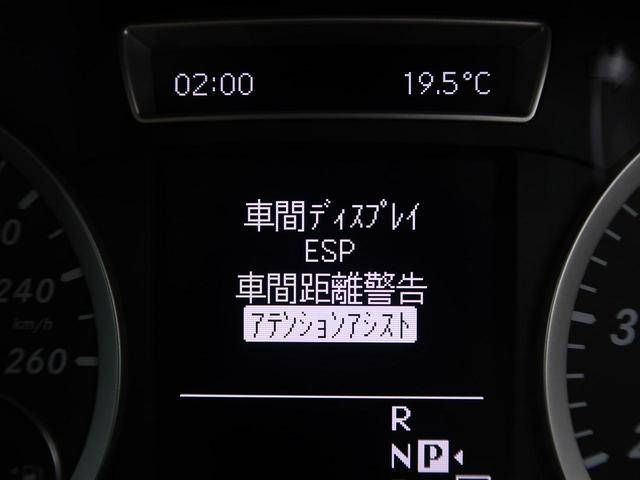 02:00 19.5°C
車間ディスプレイ
ESP
車間距離警告
アテンションアシスト
240
km/h
260
R
N P